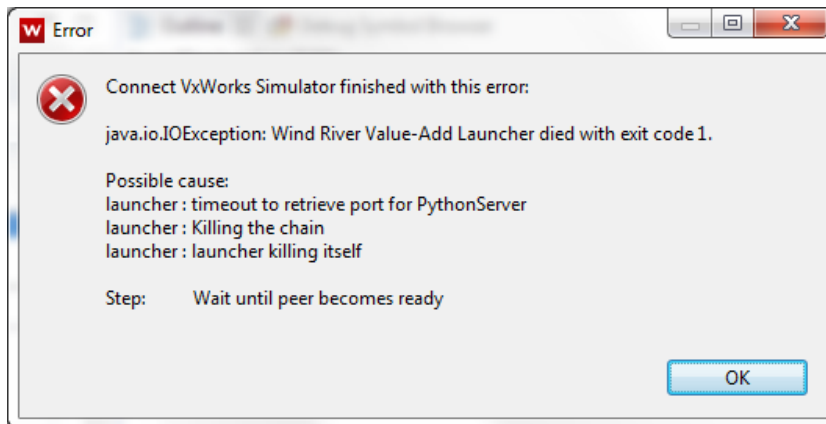 W Error
Connect VxWorks Simulator finished with this error:
java.io.IOException: Wind River Value-Add Launcher died with exit code 1.
Possible cause:
launcher : timeout to retrieve port for PythonServer
launcher : Killing the chain
launcher : launcher killing itself
Step: Wait until peer becomes ready
OK